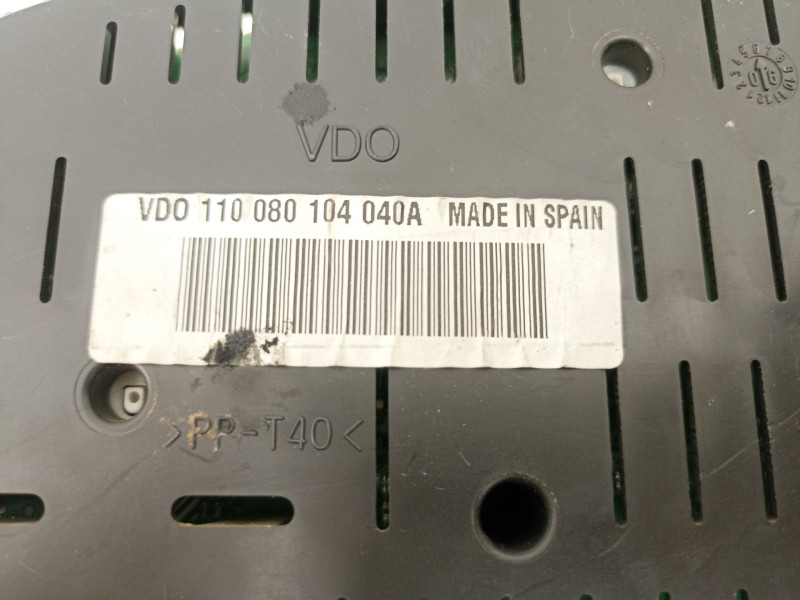 VDO
VDO 110 080 104 040A MADE IN SPAIN
>PP-T40<